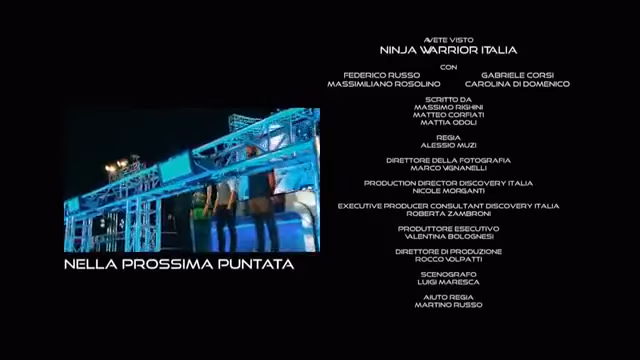 AVETE VISTO
NINJA WARRIOR ITALIA
CON
FEDERICO RUSSO
GABRIELE CORSI
MASSIMILIANO ROSOLINO
CAROLINA DI DOMENICO
SCRITTO DA
MASSIMO RIGHINI
MATTEO CORFIATI
MATTIA ODOLI
REGIA
ALESSIO MUZI
DIRETTORE DELLA FOTOGRAFIA
MARCO VIGNANELLI
PRODUCTION DIRECTOR DISCOVERY ITALIA
NICOLE MORGANTI
EXECUTIVE PRODUCER CONSULTANT DISCOVERY ITALIA
ROBERTA ZAMBRONI
PRODUTTORE ESECUTIVO
VALENTINA BOLOGNESI
DIRETTORE DI PRODUZIONE
ROCCO VOLPATTI
SCENOGRAFO
LUIGI MARESCA
AIUTO REGIA
MARTINO RUSSO
NELLA PROSSIMA PUNTATA